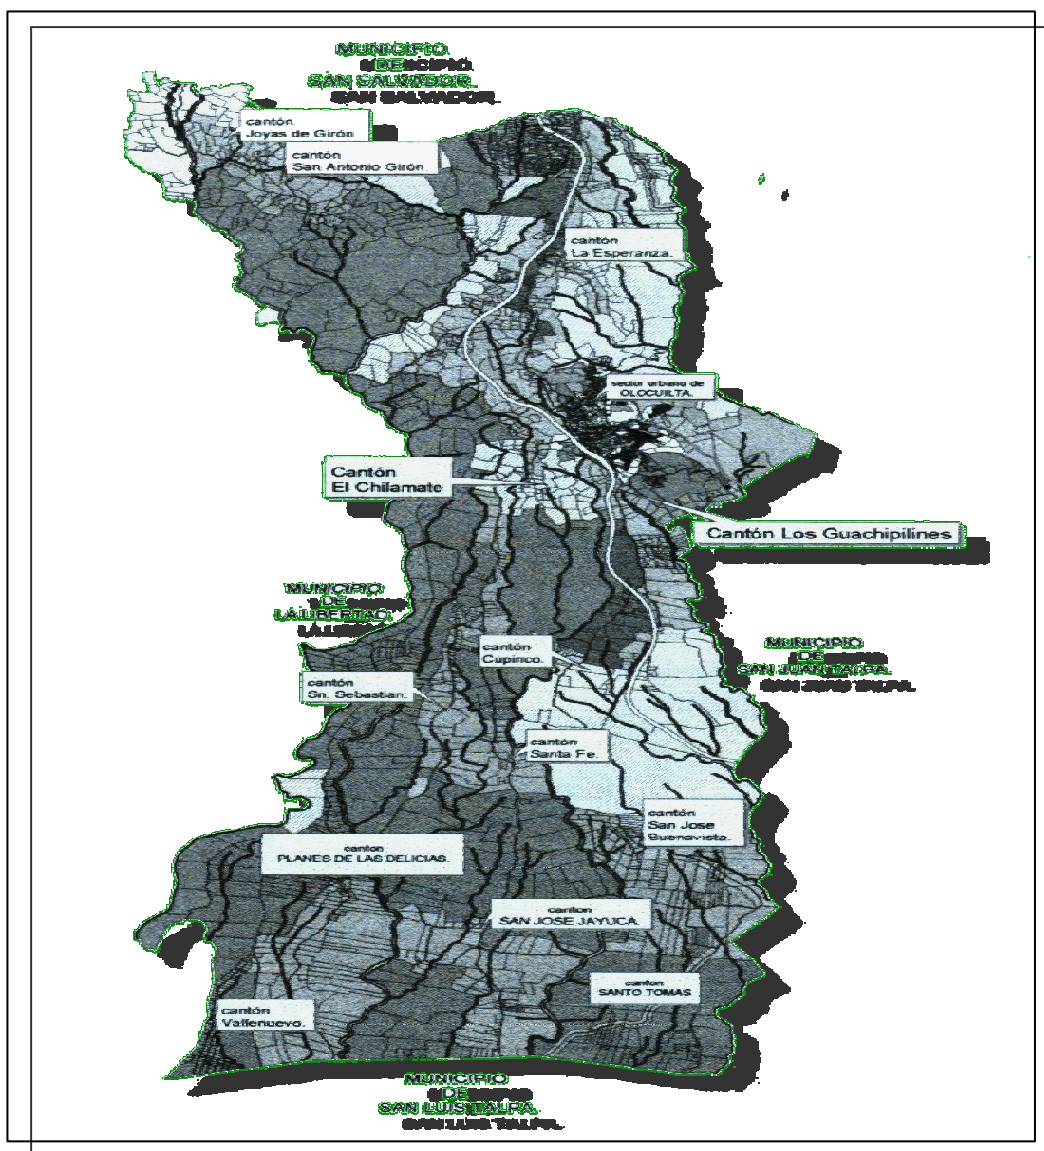 MUNICIPIO
DE
SAN SALVADOR.
cantón
Joyas de Girón
cantón
San Antonio Girón.
cantón
La Esperanza.
sector urbano de
OLOCUILTA.
Cantón
El Chilamate
Cantón Los Guachipilines
MUNICIPIO
DE
LA LIBERTAD.
MUNICIPIO
DE
SAN JUAN TALPA.
cantón
Cupinco.
cantón
Sn. Sebastian.
cantón
Santa Fe.
cantón
San Jose
Buenavista.
canton
PLANES DE LAS DELICIAS.
canton
SAN JOSE JAYUCA.
canton
SANTO TOMAS
cantón
Vallenuevo.
MUNICIPIO
DE
SAN LUIS TALPA.